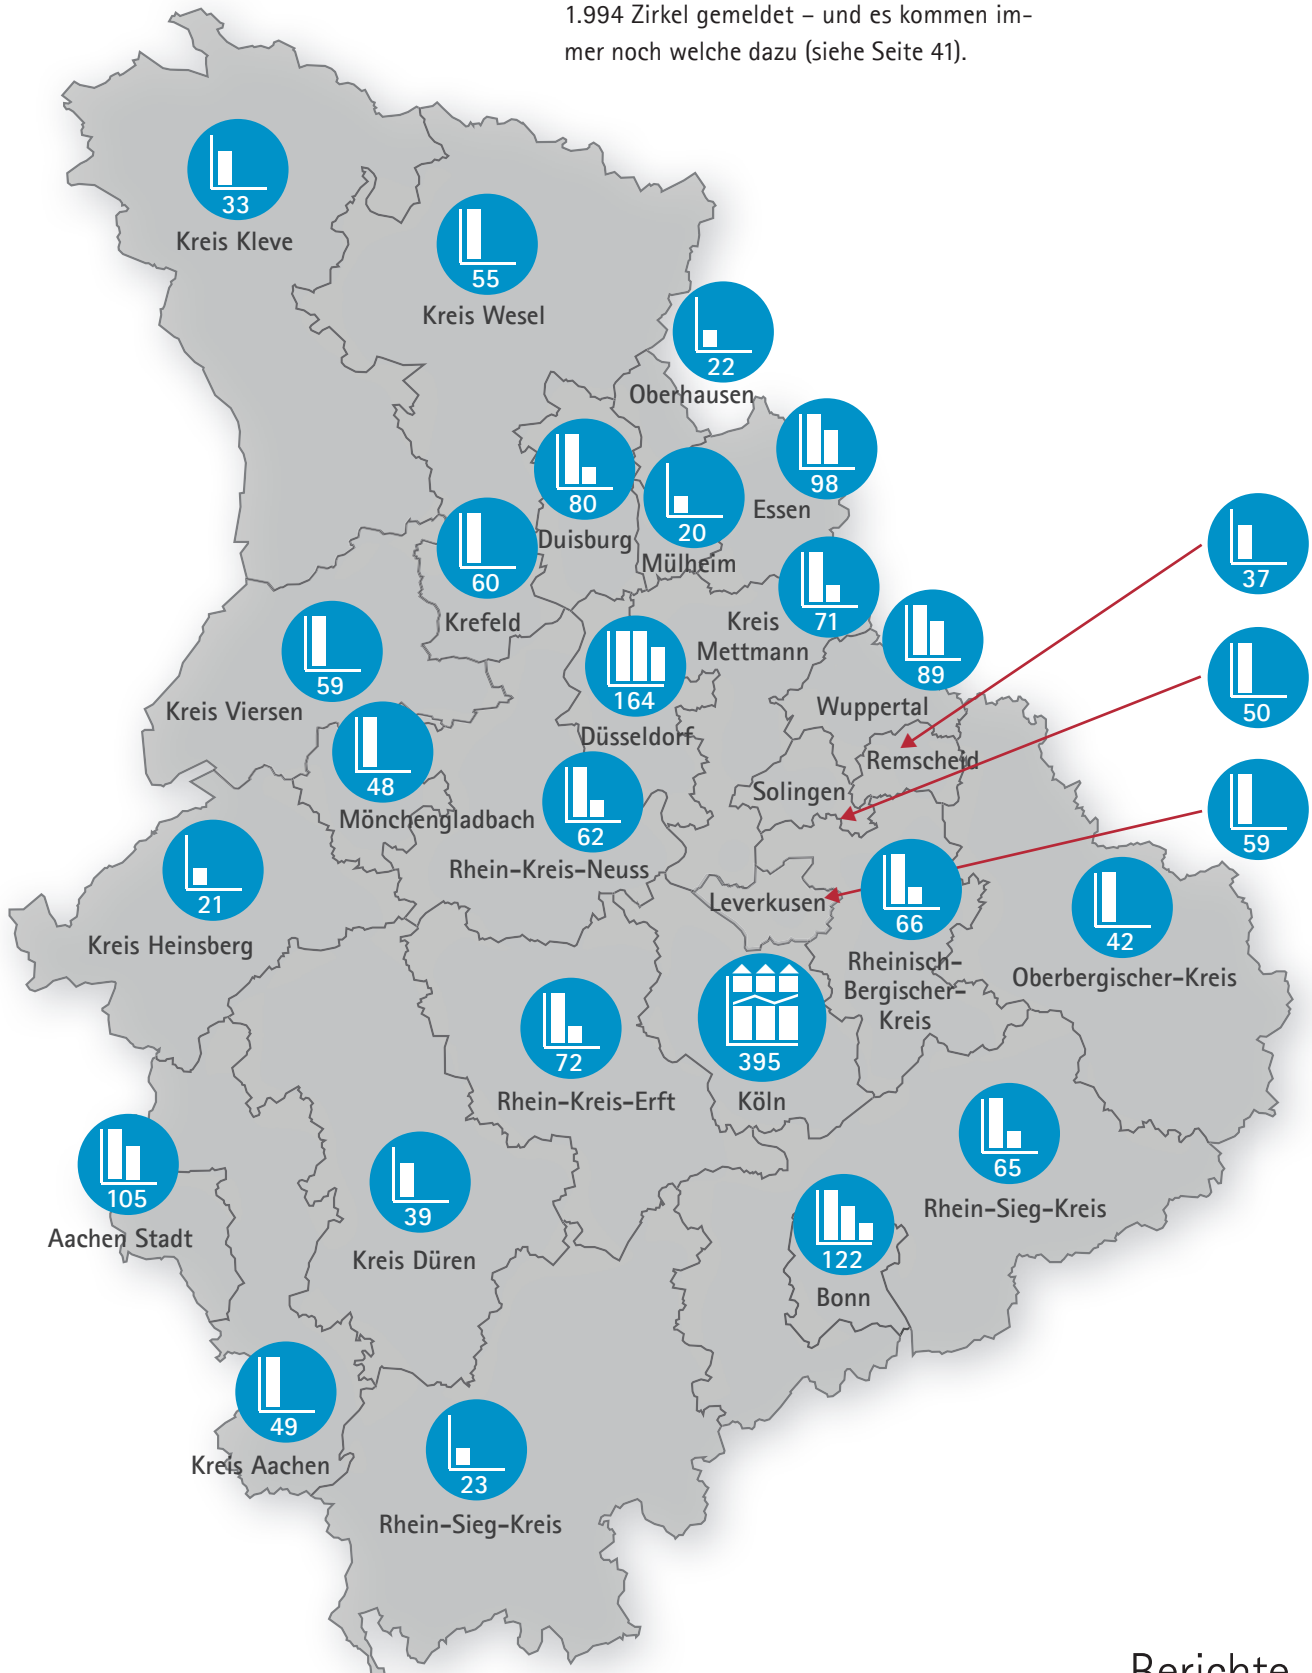 1.994 Zirkel gemeldet – und es kommen im-
mer noch welche dazu (siehe Seite 41).
33
Kreis Kleve
55
Kreis Wesel
22
Oberhausen
98
Essen
80
Duisburg
20
Mülheim
37
60
Krefeld
71
Kreis
Mettmann
59
Kreis Viersen
164
Düsseldorf
89
Wuppertal
50
Remscheid
48
Mönchengladbach
Solingen
62
Rhein-Kreis-Neuss
59
21
Kreis Heinsberg
Leverkusen
66
Rheinisch-
Bergischer-
Kreis
42
Oberbergischer-Kreis
72
Rhein-Kreis-Erft
395
Köln
105
Aachen Stadt
39
Kreis Düren
65
Rhein-Sieg-Kreis
122
Bonn
49
Kreis Aachen
23
Rhein-Sieg-Kreis
Berichte